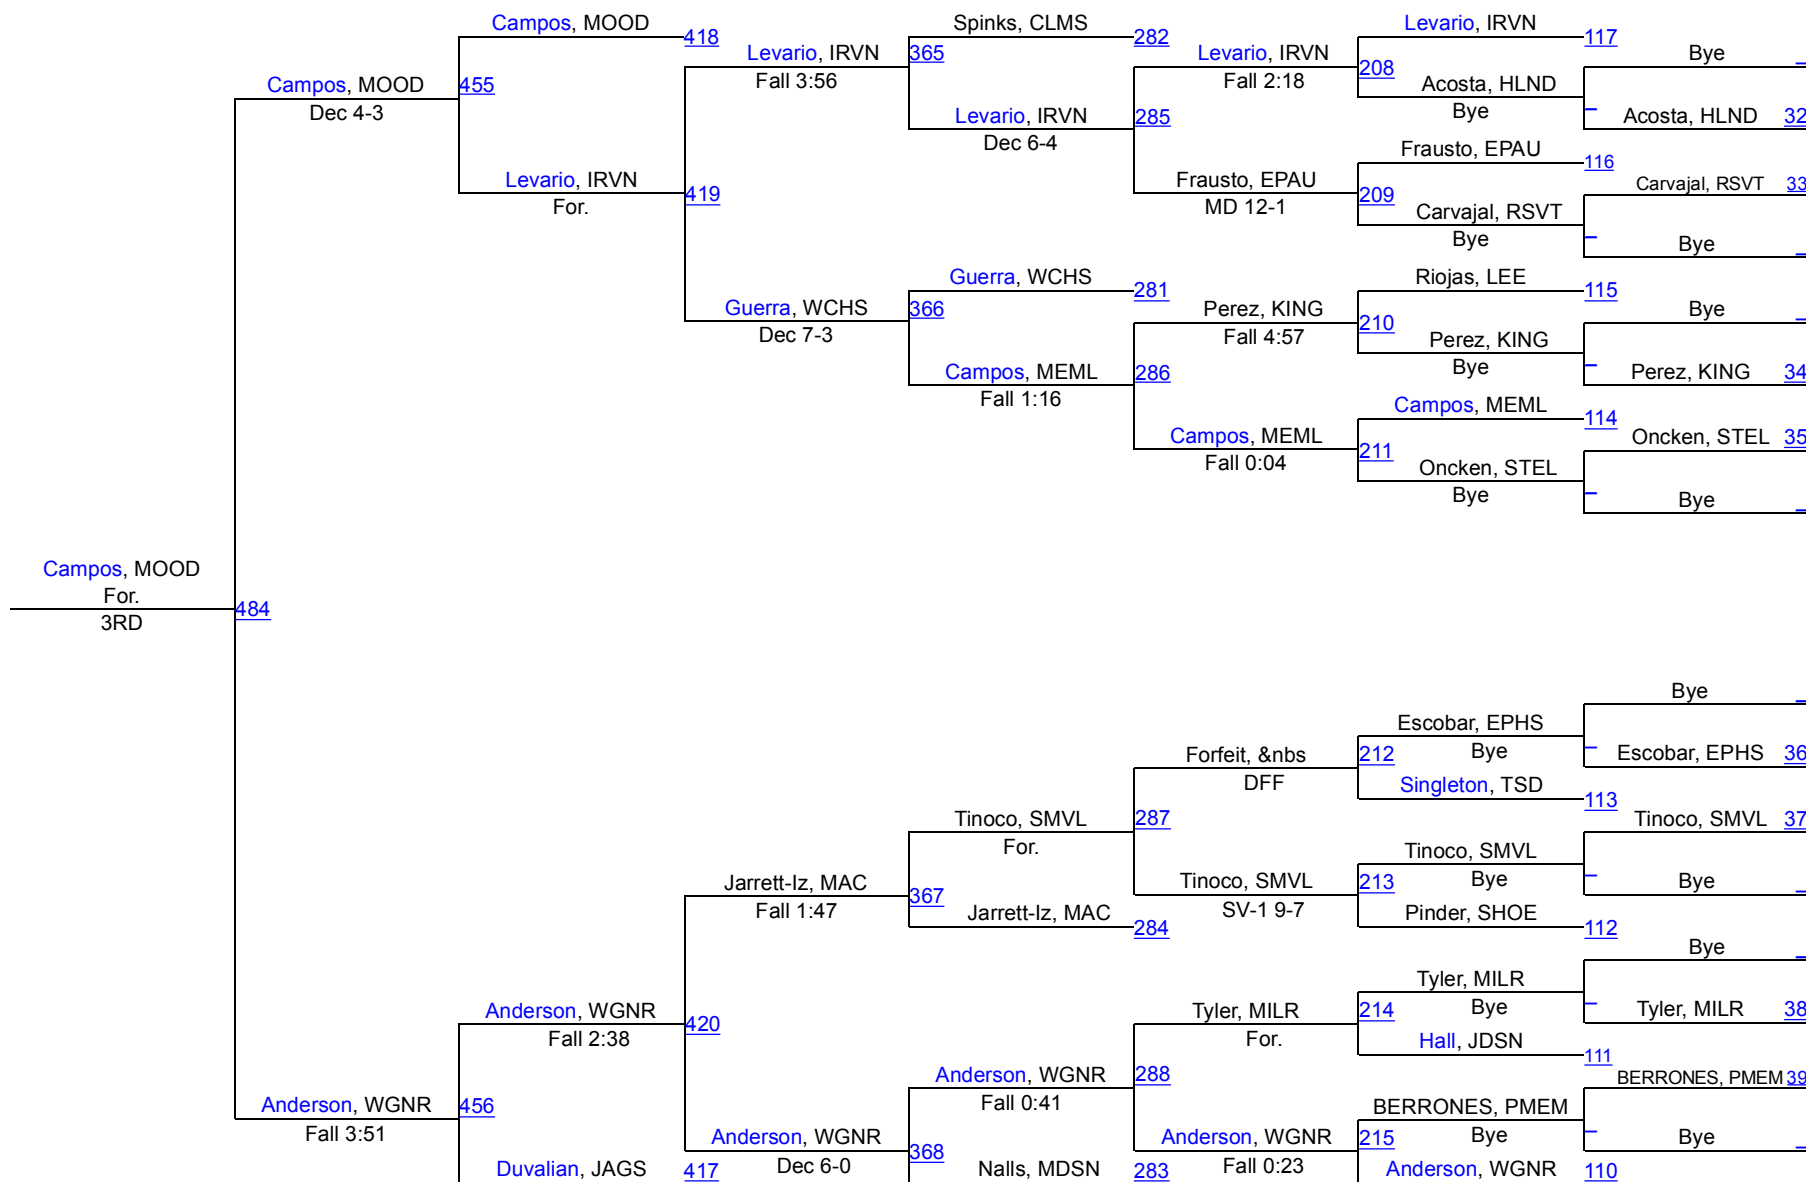 Campos, MOOD
418
Spinks, CLMS
282
Levario, IRVN
117
Levario, IRVN
Fall 3:56
365
Levario, IRVN
Fall 2:18
208
Bye
Campos, MOOD
Dec 4-3
455
Acosta, HLND
Bye
Levario, IRVN
Dec 6-4
285
Acosta, HLND 32
Frausto, EPAU
116
Levario, IRVN
For.
419
Frausto, EPAU
MD 12-1
209
Carvajal, RSVT 33
Carvajal, RSVT
Bye
Bye
Guerra, WCHS
281
Riojas, LEE
115
Guerra, WCHS
Dec 7-3
366
Perez, KING
Fall 4:57
210
Bye
Perez, KING
Bye
Campos, MEML
Fall 1:16
286
Perez, KING 34
Campos, MEML
114
Campos, MEML
Fall 0:04
211
Oncken, STEL 35
Oncken, STEL
Bye
Bye
Campos, MOOD
For.
3RD
484
Bye
Escobar, EPHS
Bye
Forfeit, &nbs
DFF
212
Escobar, EPHS 36
Singleton, TSD
113
Tinoco, SMVL
For.
287
Tinoco, SMVL 37
Tinoco, SMVL
Bye
Jarrett-Iz, MAC
Fall 1:47
367
Tinoco, SMVL
SV-1 9-7
213
Bye
Jarrett-Iz, MAC
284
Pinder, SHOE
112
Bye
Tyler, MILR
Bye
Anderson, WGNR
Fall 2:38
420
Tyler, MILR
For.
214
Tyler, MILR 38
Hall, JDSN
111
Anderson, WGNR
Fall 0:41
288
BERRONES, PMEM 39
Anderson, WGNR
Fall 3:51
456
BERRONES, PMEM
Bye
Anderson, WGNR
Dec 6-0
368
Anderson, WGNR
Fall 0:23
215
Bye
Duvalian, JAGS
417
Nalls, MDSN
283
Anderson, WGNR
110